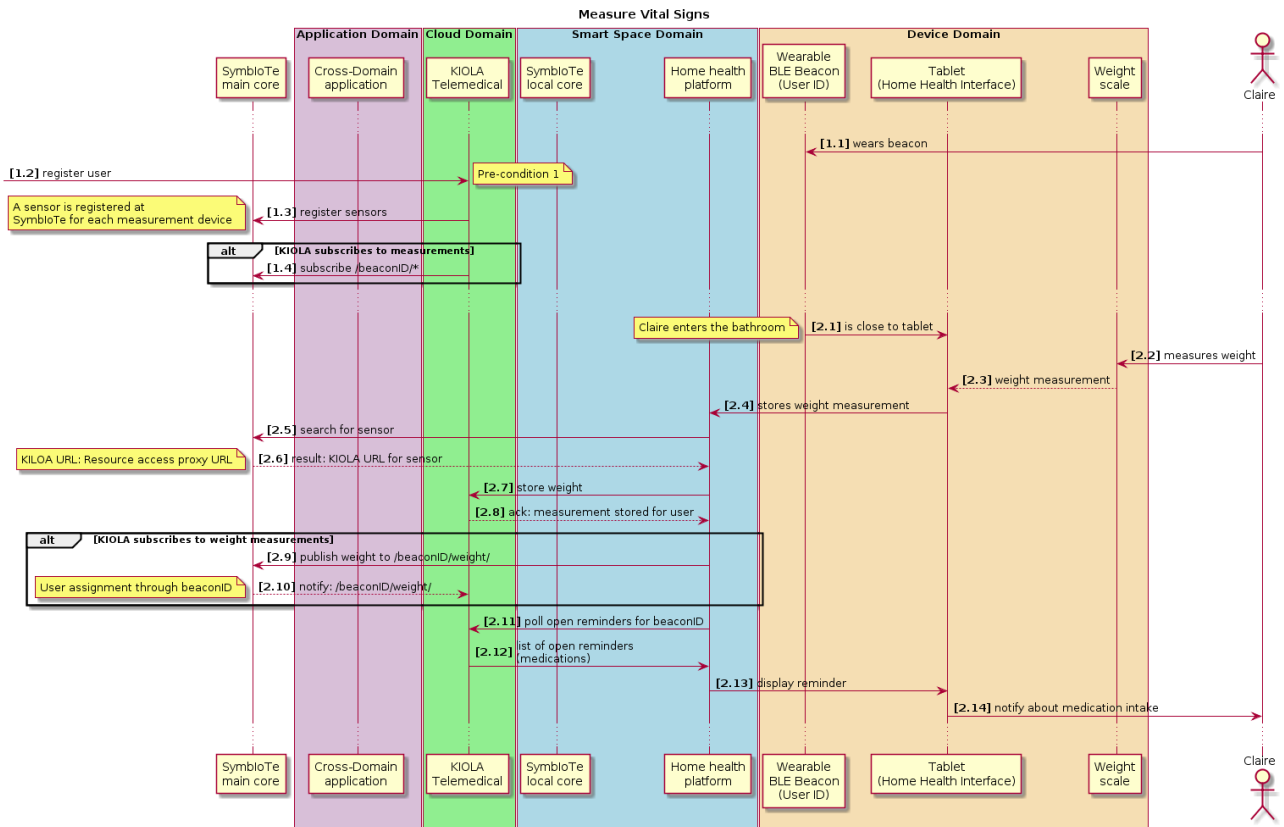 Measure Vital Signs
Application Domain
Cloud Domain
Smart Space Domain
Device Domain
SymbIoTe
main core
Cross-Domain
application
KIOLA
Telemedical
SymbIoTe
local core
Home health
platform
Wearable
BLE Beacon
(User ID)
Tablet
(Home Health Interface)
Weight
scale
Claire
[1.1] wears beacon
[1.2] register user
Pre-condition 1
A sensor is registered at
SymbIoTe for each measurement device
[1.3] register sensors
alt [KIOLA subscribes to measurements]
[1.4] subscribe /beaconID/*
Claire enters the bathroom
[2.1] is close to tablet
[2.2] measures weight
[2.3] weight measurement
[2.4] stores weight measurement
[2.5] search for sensor
KILOA URL: Resource access proxy URL
[2.6] result: KIOLA URL for sensor
[2.7] store weight
[2.8] ack: measurement stored for user
alt [KIOLA subscribes to weight measurements]
[2.9] publish weight to /beaconID/weight/
User assignment through beaconID
[2.10] notify: /beaconID/weight/
[2.11] poll open reminders for beaconID
[2.12] list of open reminders
(medications)
[2.13] display reminder
[2.14] notify about medication intake
SymbIoTe
main core
Cross-Domain
application
KIOLA
Telemedical
SymbIoTe
local core
Home health
platform
Wearable
BLE Beacon
(User ID)
Tablet
(Home Health Interface)
Weight
scale
Claire